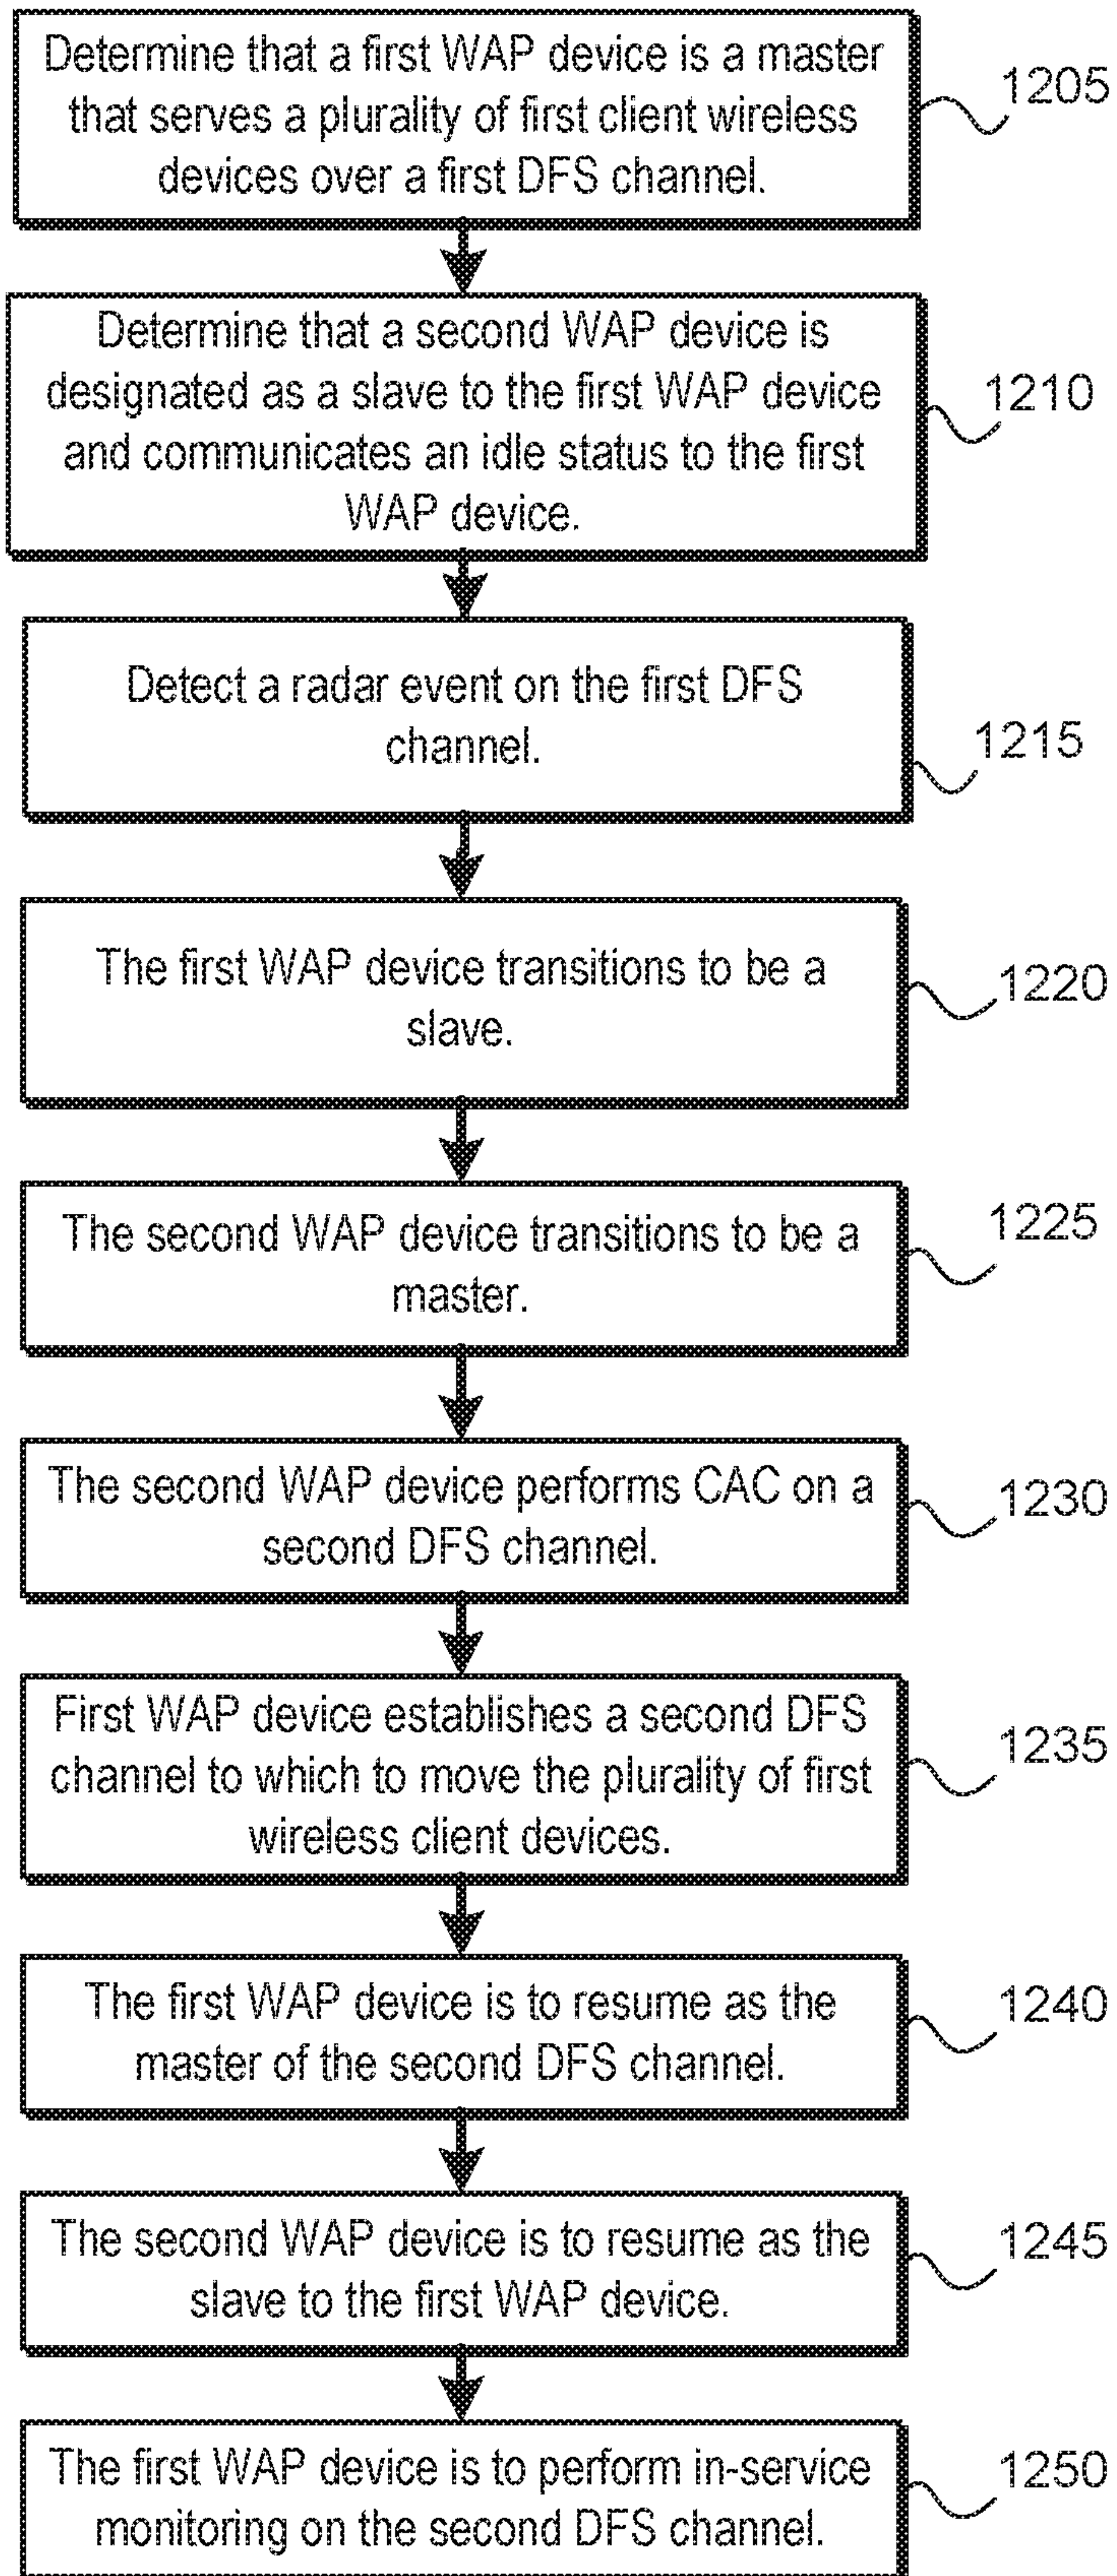 Determine that a first WAP device is a master
that serves a plurality of first client wireless
devices over a first DFS channel.
1205
Determine that a second WAP device is
designated as a slave to the first WAP device
and communicates an idle status to the first
WAP device.
1210
Detect a radar event on the first DFS
channel.
1215
The first WAP device transitions to be a
slave.
1220
The second WAP device transitions to be a
master.
1225
The second WAP device performs CAC on a
second DFS channel.
1230
First WAP device establishes a second DFS
channel to which to move the plurality of first
wireless client devices.
1235
The first WAP device is to resume as the
master of the second DFS channel.
1240
The second WAP device is to resume as the
slave to the first WAP device.
1245
The first WAP device is to perform in-service
monitoring on the second DFS channel.
1250